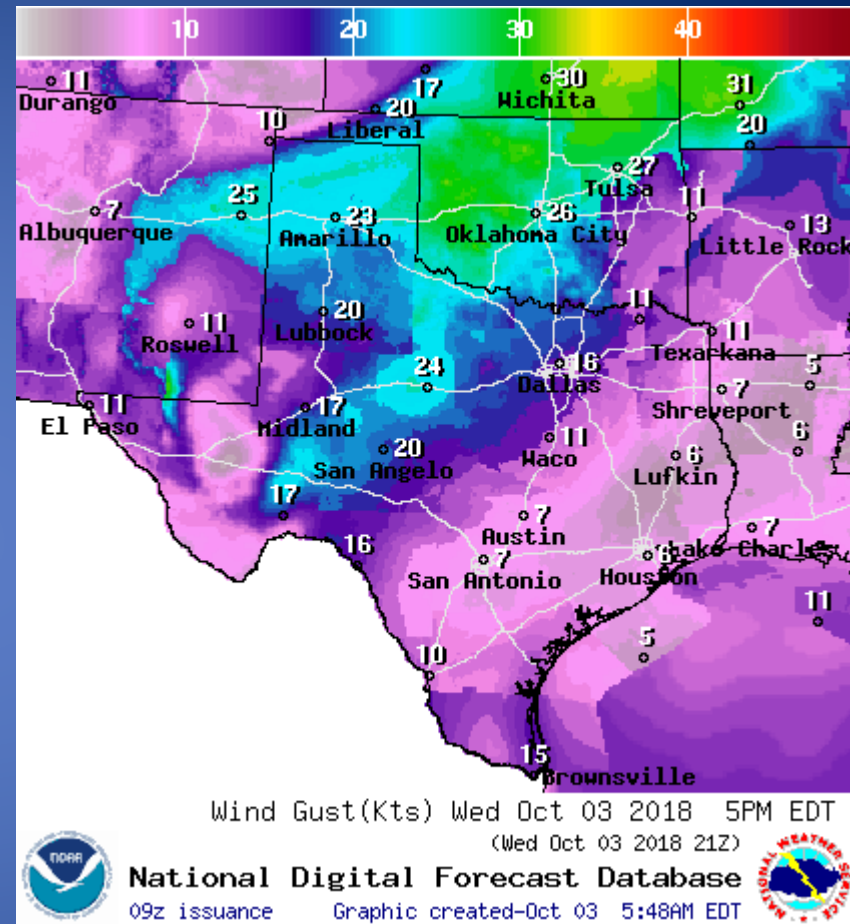 10 20 30 40
11 17 30 31
Durango Wichita
20
Liberal
10 20
27
Tulsa
7 25 23 26 11 13
Albuquerque Amarillo Oklahoma City Little Rock
11 20 11 11
Roswell Lubbock Texarkana
24 16 5
Dallas 7
11 17 Shreveport
El Paso Midland
20 11 6 6
San Angelo Waco Lufkin
17 7 7
Austin
16 7 6 Lake Charle
San Antonio Houston
11
10 5
15
Brownsville
Wind Gust(Kts) Wed Oct 03 2018 5PM EDT
(Wed Oct 03 2018 21Z)
NOAA
NATIONAL WEATHER SERVICE
National Digital Forecast Database
09z issuance Graphic created-Oct 03 5:48AM EDT